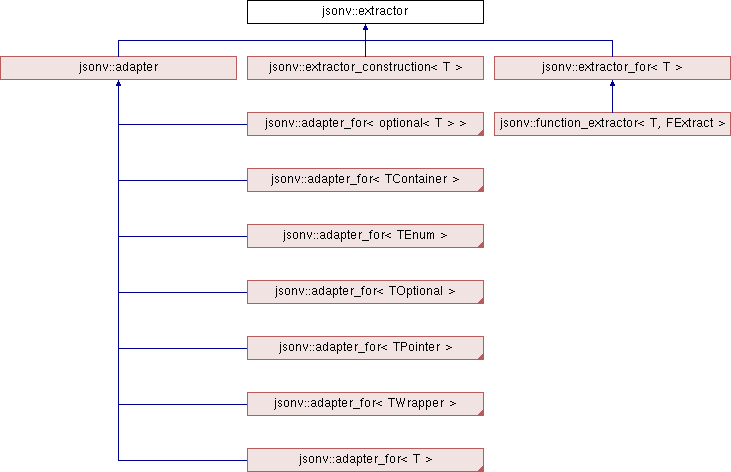 jsonv::extractor
jsonv::adapter
jsonv::extractor_construction< T >
jsonv::extractor_for< T >
jsonv::adapter_for< optional< T > >
jsonv::function_extractor< T, FExtract >
jsonv::adapter_for< TContainer >
jsonv::adapter_for< TEnum >
jsonv::adapter_for< TOptional >
jsonv::adapter_for< TPointer >
jsonv::adapter_for< TWrapper >
jsonv::adapter_for< T >